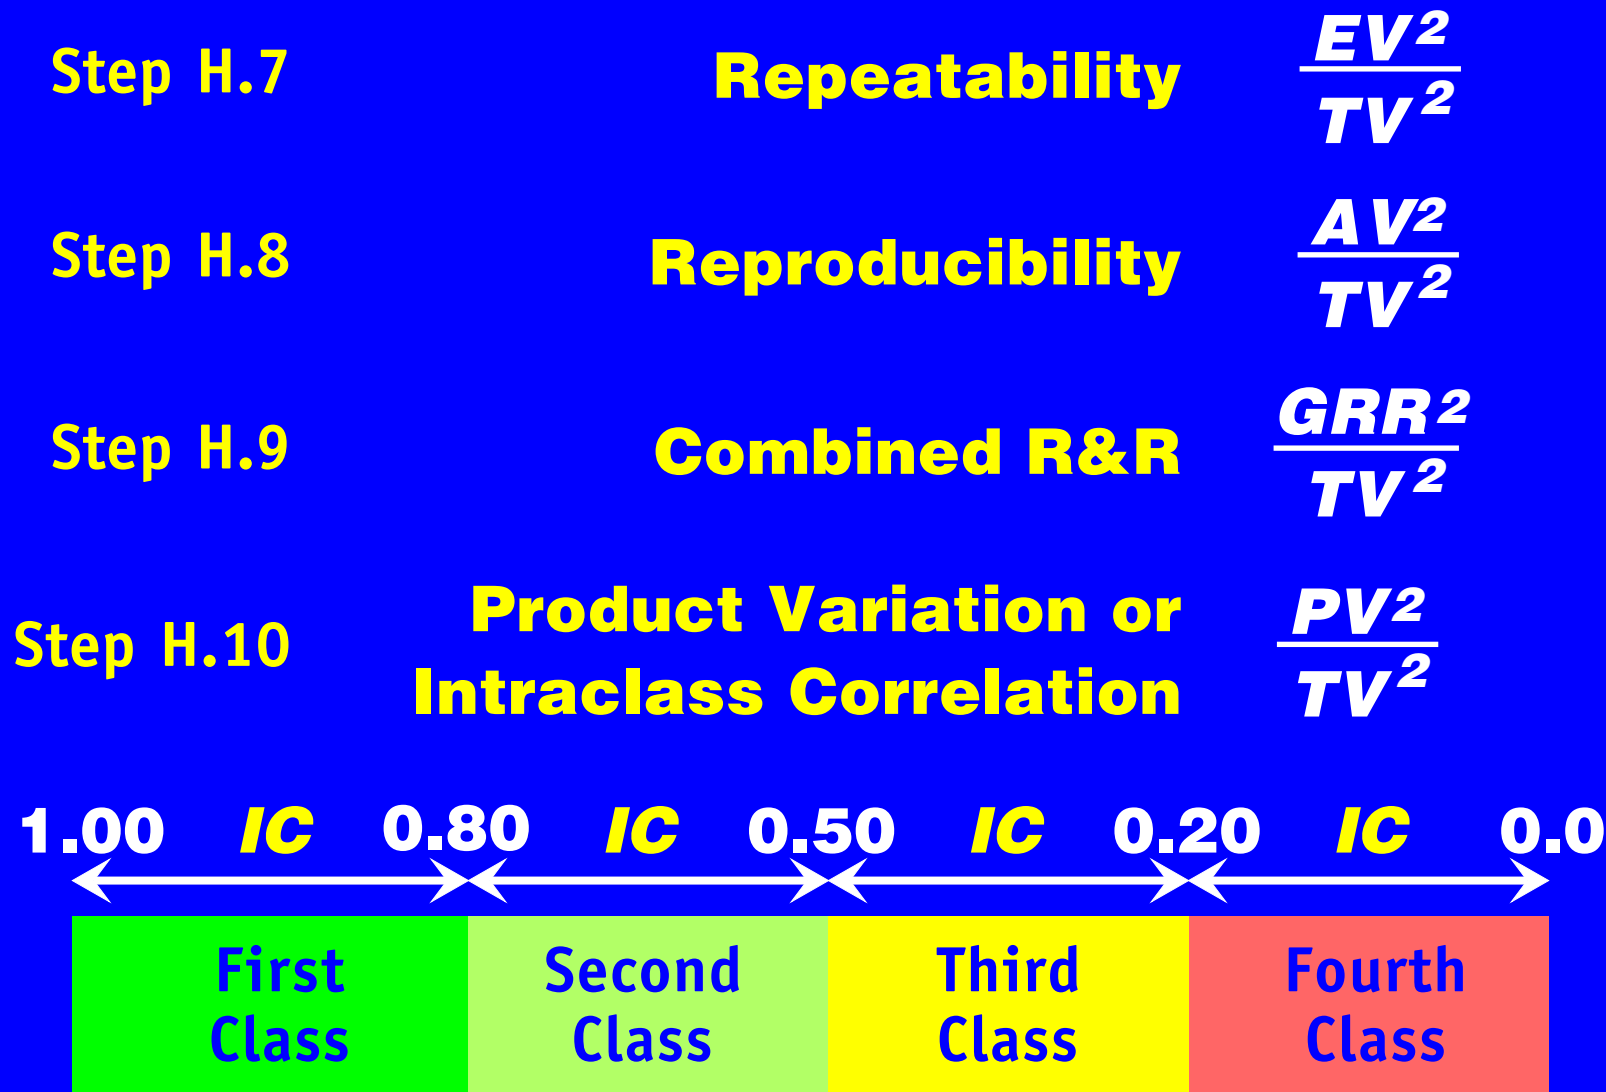 Step H.7 Repeatability EV²
TV²
Step H.8 Reproducibility AV²
TV²
Step H.9 Combined R&R GRR²
TV²
Step H.10 Product Variation or PV²
Intraclass Correlation TV²
1.00 IC 0.80 IC 0.50 IC 0.20 IC 0.0
First Second Third Fourth
Class Class Class Class